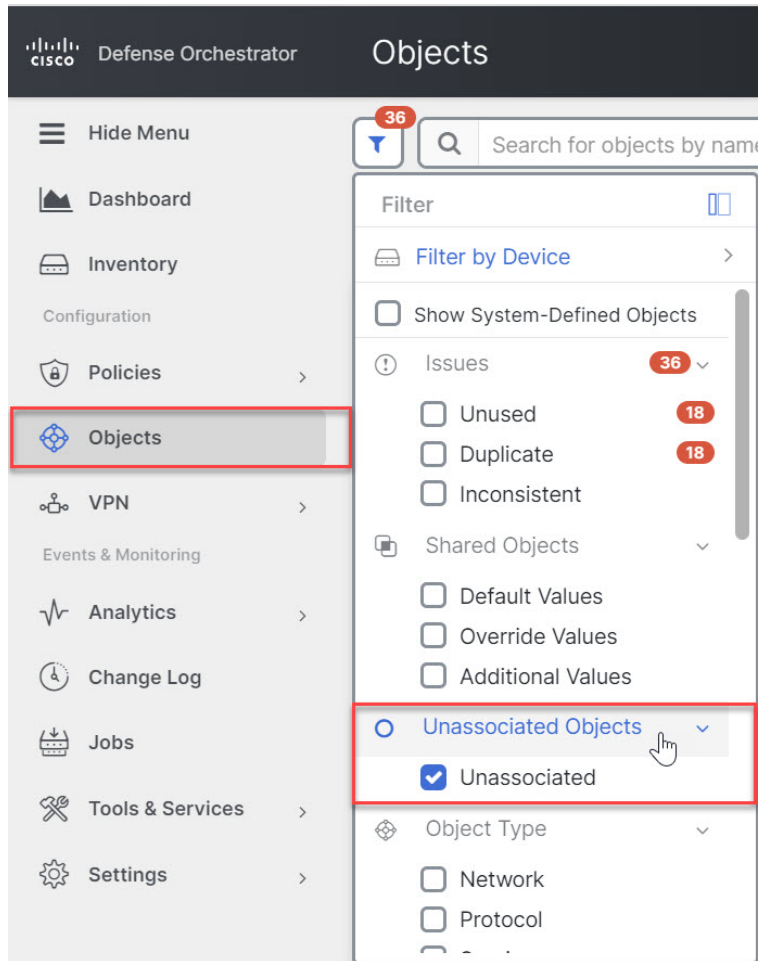 cisco Defense Orchestrator
Objects
Hide Menu
Dashboard
Inventory
Configuration
Policies
Objects
VPN
Events & Monitoring
Analytics
Change Log
Jobs
Tools & Services
Settings
36
Search for objects by name
Filter
Filter by Device
Show System-Defined Objects
Issues 36
Unused 18
Duplicate 18
Inconsistent
Shared Objects
Default Values
Override Values
Additional Values
Unassociated Objects
Unassociated
Object Type
Network
Protocol